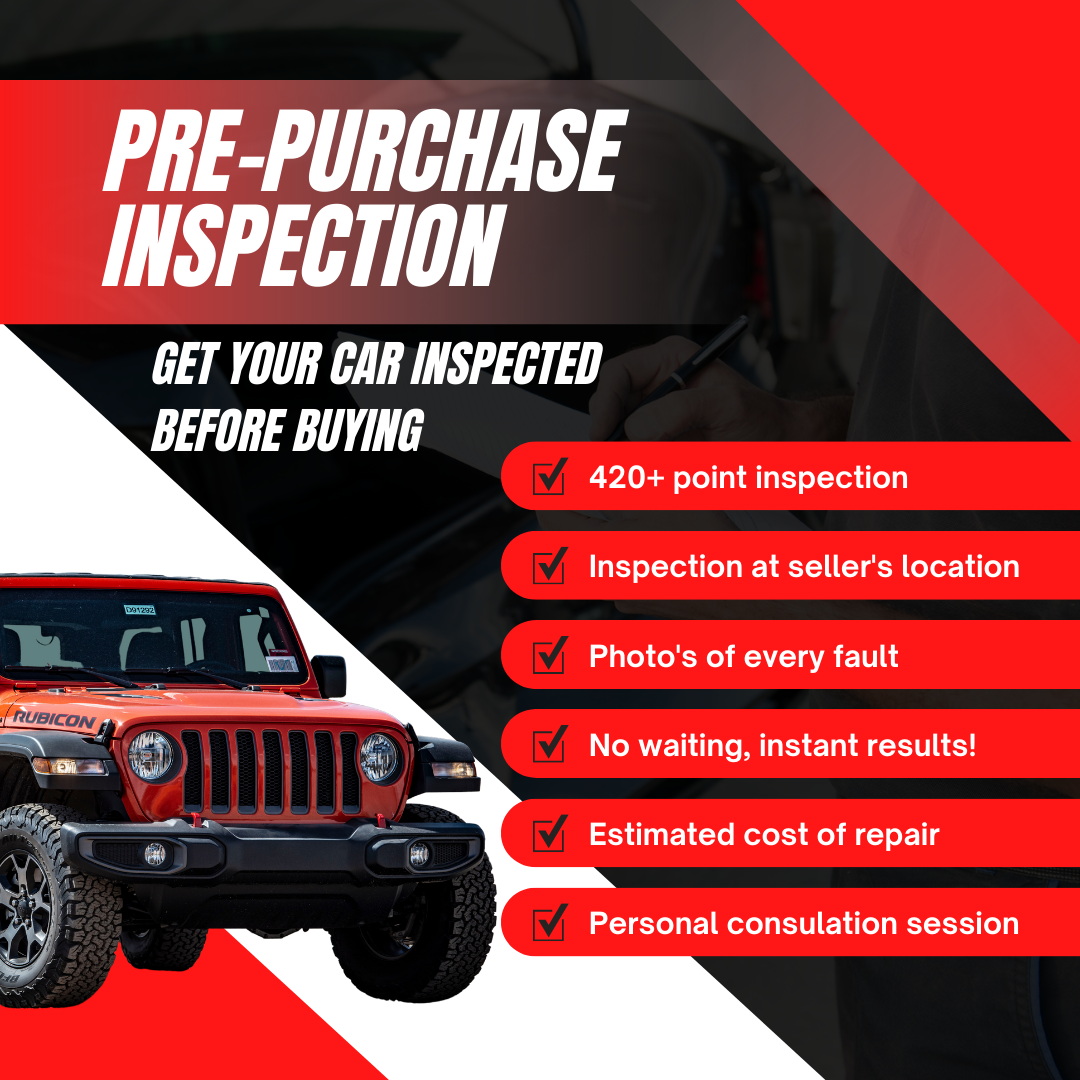 PRE-PURCHASE
INSPECTION
GET YOUR CAR INSPECTED
BEFORE BUYING
420+ point inspection
Inspection at seller's location
Photo's of every fault
No waiting, instant results!
Estimated cost of repair
Personal consulation session
D91292
RUBICON